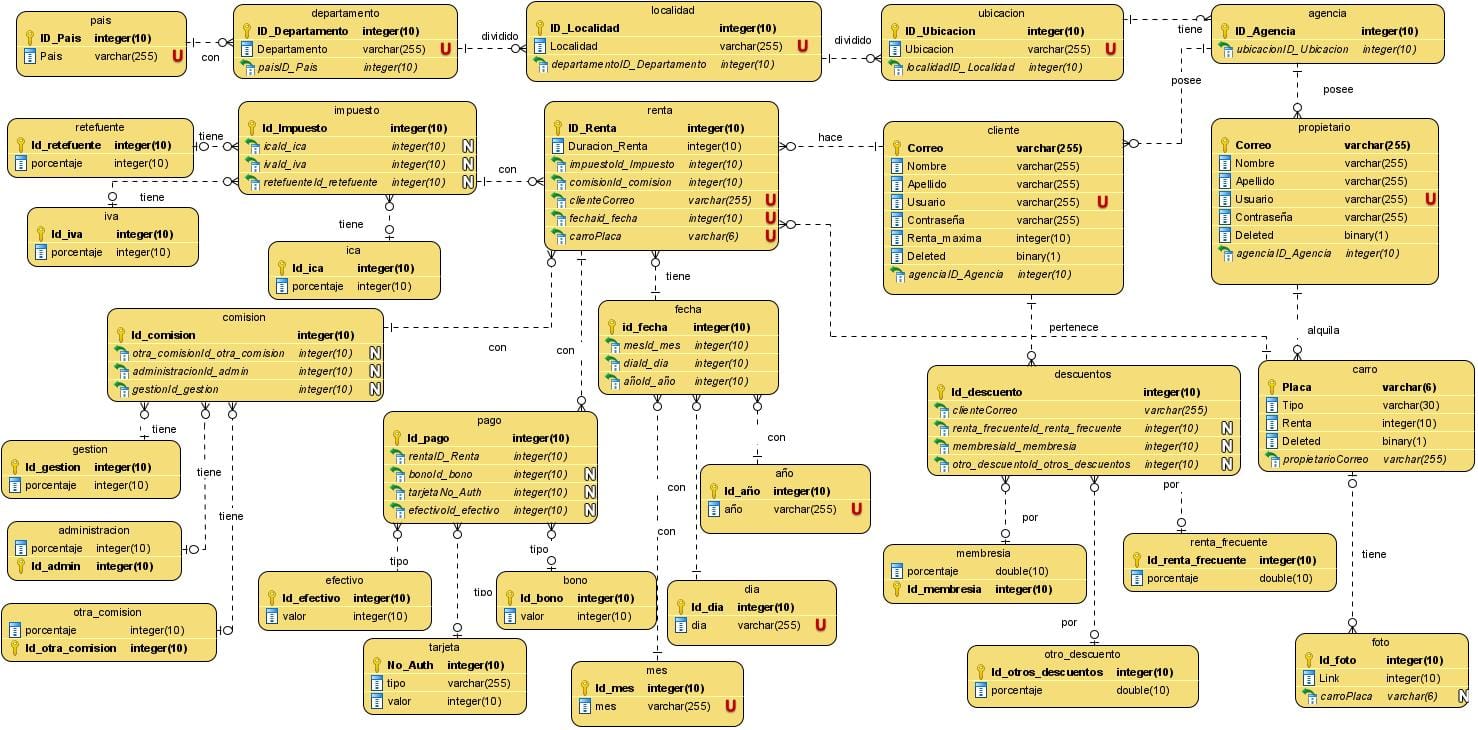 pais
ID_Pais integer(10)
Pais varchar(255) U
con
departamento
ID_Departamento integer(10)
Departamento varchar(255) U
paisID_Pais integer(10)
dividido
localidad
ID_Localidad integer(10)
Localidad varchar(255) U
departamentoID_Departamento integer(10)
dividido
ubicacion
ID_Ubicacion integer(10)
Ubicacion varchar(255) U
localidadID_Localidad integer(10)
tiene
agencia
ID_Agencia integer(10)
ubicacionID_Ubicacion integer(10)
posee
posee
retefuente
Id_retefuente integer(10)
porcentaje integer(10)
tiene
impuesto
Id_Impuesto integer(10)
icaId_ica integer(10) N
ivaId_iva integer(10) N
retefuenteId_retefuente integer(10) N
con
tiene
iva
Id_iva integer(10)
porcentaje integer(10)
tiene
ica
Id_ica integer(10)
porcentaje integer(10)
renta
ID_Renta integer(10)
Duracion_Renta integer(10)
impuestoId_Impuesto integer(10)
comisionId_comision integer(10)
clienteCorreo varchar(255) U
fechaid_fecha integer(10) U
carroPlaca varchar(6) U
hace
cliente
Correo varchar(255)
Nombre varchar(255)
Apellido varchar(255)
Usuario varchar(255) U
Contraseña varchar(255)
Renta_maxima integer(10)
Deleted binary(1)
agenciaID_Agencia integer(10)
propietario
Correo varchar(255)
Nombre varchar(255)
Apellido varchar(255)
Usuario varchar(255) U
Contraseña varchar(255)
Deleted binary(1)
agenciaID_Agencia integer(10)
tiene
pertenece
alquila
comision
Id_comision integer(10)
otra_comisionId_otra_comision integer(10) N
administracionId_admin integer(10) N
gestionId_gestion integer(10) N
con
con
fecha
id_fecha integer(10)
mesId_mes integer(10)
diaId_dia integer(10)
añoId_año integer(10)
descuentos
Id_descuento integer(10)
clienteCorreo varchar(255)
renta_frecuenteId_renta_frecuente integer(10) N
membresiaId_membresia integer(10) N
otro_descuentoId_otros_descuentos integer(10) N
carro
Placa varchar(6)
Tipo varchar(30)
Renta integer(10)
Deleted binary(1)
propietarioCorreo varchar(255)
tiene
gestion
Id_gestion integer(10)
porcentaje integer(10)
tiene
tiene
administracion
porcentaje integer(10)
Id_admin integer(10)
otra_comision
porcentaje integer(10)
Id_otra_comision integer(10)
pago
Id_pago integer(10)
rentaID_Renta integer(10)
bonoId_bono integer(10) N
tarjetaNo_Auth integer(10) N
efectivoId_efectivo integer(10) N
con
año
Id_año integer(10)
año varchar(255) U
con
con
tipo
tipo
tipo
efectivo
Id_efectivo integer(10)
valor integer(10)
bono
Id_bono integer(10)
valor integer(10)
tarjeta
No_Auth integer(10)
tipo varchar(255)
valor integer(10)
dia
Id_dia integer(10)
dia varchar(255) U
mes
Id_mes integer(10)
mes varchar(255) U
por
por
por
membresia
porcentaje double(10)
Id_membresia integer(10)
renta_frecuente
Id_renta_frecuente integer(10)
porcentaje double(10)
otro_descuento
Id_otros_descuentos integer(10)
porcentaje double(10)
tiene
foto
Id_foto integer(10)
Link integer(10)
carroPlaca varchar(6) N